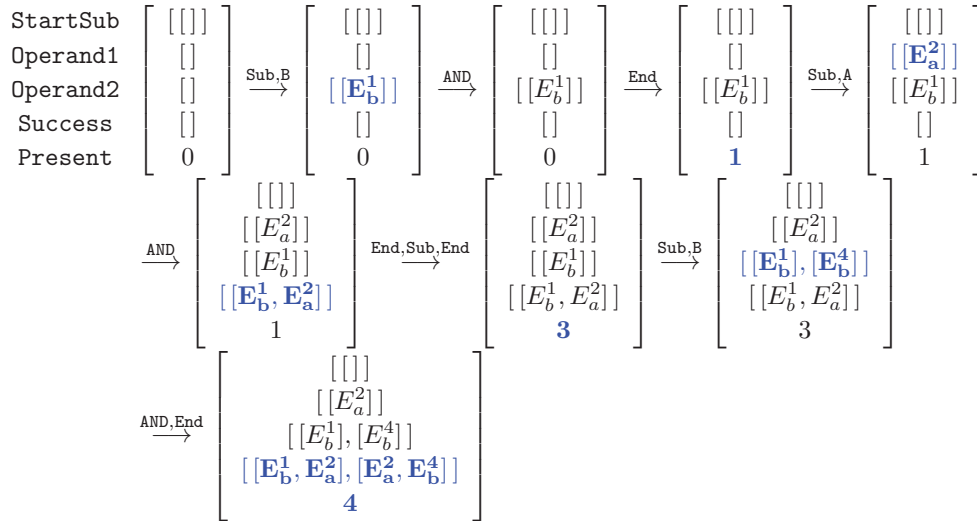 StartSub [ [] ] [ [] ] [ [] ] [ [] ] [ [] ]
Operand1 [] [] [] [] [ [E²ₐ] ]
Sub,B → AND → End → Sub,A →
Operand2 [] [ [E_b^1] ] [ [E_b^1] ] [ [E_b^1] ] [ [E_b^1] ]
Success [] [] [] [] []
Present 0 0 0 1 1
[ [] ] [ [] ] [ [] ]
[ [E_a^2] ] [ [E_a^2] ] [ [E_a^2] ]
AND → End,Sub,End → Sub,B →
[ [E_b^1] ] [ [E_b^1] ] [ [E_b^1], [E_b^4] ]
[ [E_b^1, E_a^2] ] [ [E_b^1, E_a^2] ] [ [E_b^1, E_a^2] ]
1 3 3
[ [] ]
[ [E_a^2] ]
AND,End → [ [E_b^1], [E_b^4] ]
[ [E_b^1, E_a^2], [E_a^2, E_b^4] ]
4